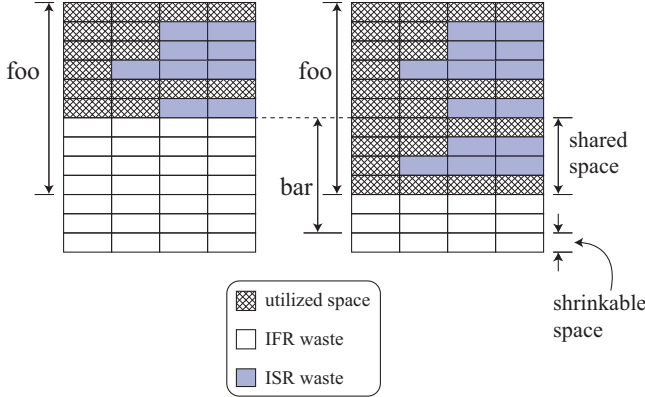 foo
foo
bar
shared
space
shrinkable
space
utilized space
IFR waste
ISR waste